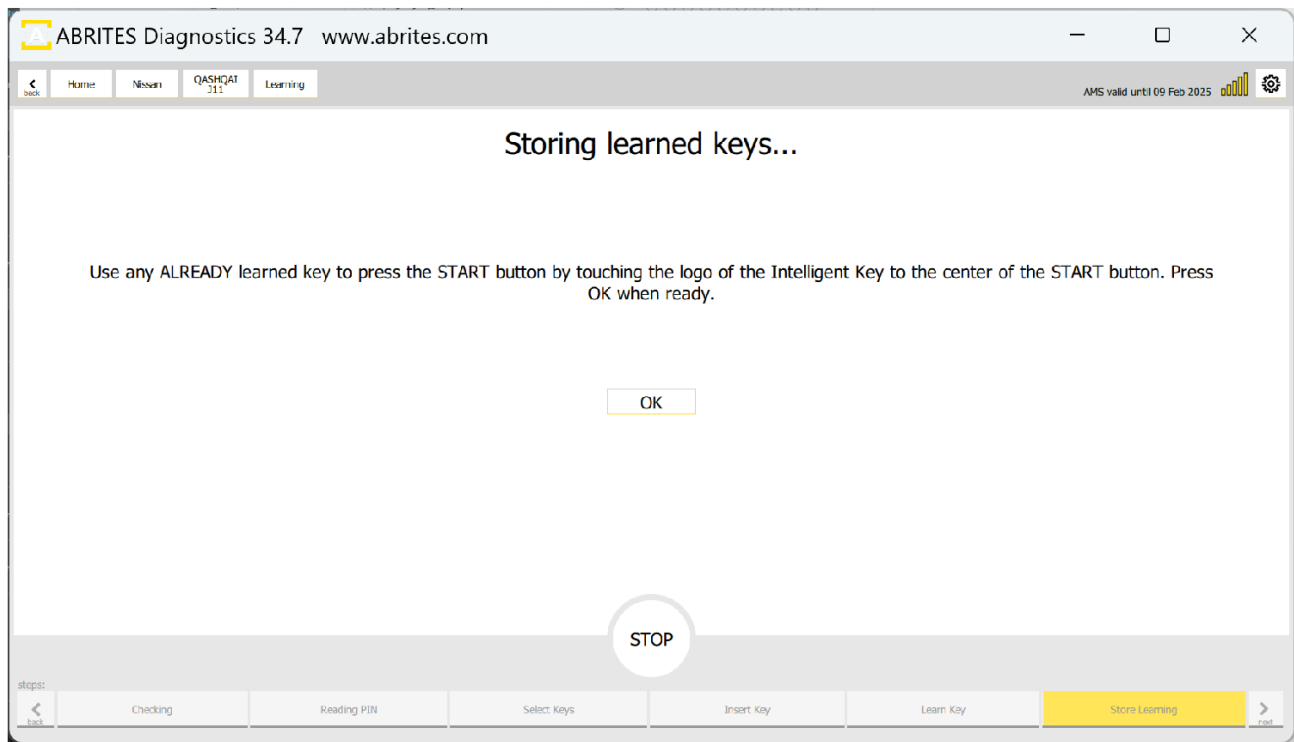 A ABRITES Diagnostics 34.7 www.abrites.com
back Home Nissan QASHQAI J11 Learning AMS valid until 09 Feb 2025
Storing learned keys...
Use any ALREADY learned key to press the START button by touching the logo of the Intelligent Key to the center of the START button. Press
OK when ready.
OK
STOP
steps:
back Checking Reading PIN Select Keys Insert Key Learn Key Store Learning next